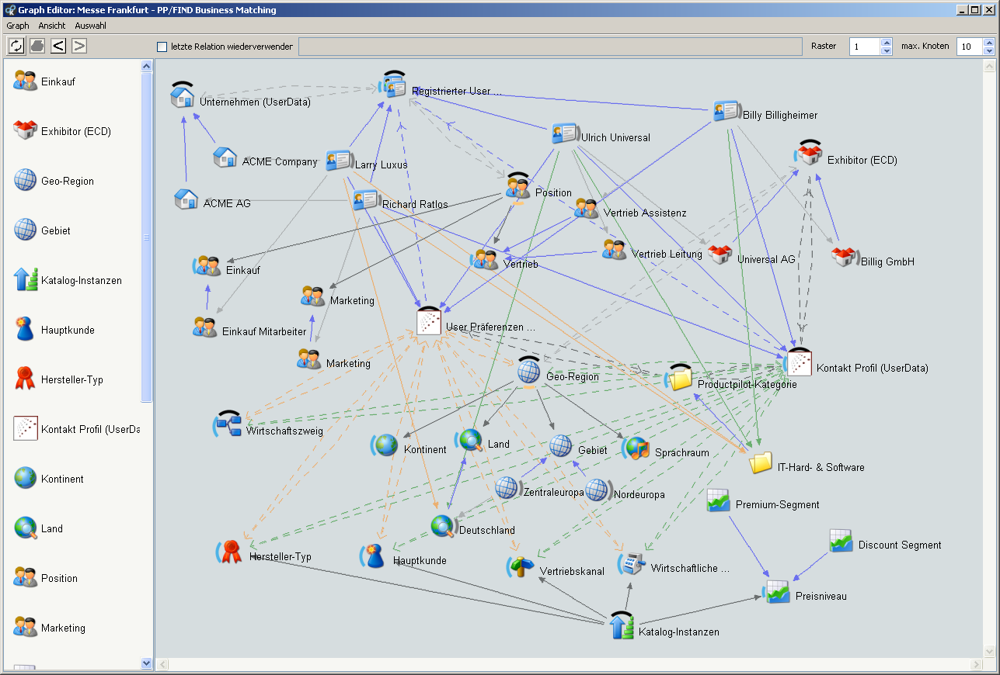 Graph Editor: Messe Frankfurt - PP/FIND Business Matching
Graph Ansicht Auswahl
< > letzte Relation wiederverwender Raster 1 max. Knoten 10
Einkauf
Exhibitor (ECD)
Geo-Region
Gebiet
Katalog-Instanzen
Hauptkunde
Hersteller-Typ
Kontakt Profil (UserDa
Kontinent
Land
Position
Marketing
Registrierter User ...
Unternehmen (UserData)
Billy Billigheimer
Ulrich Universal
Exhibitor (ECD)
ACME Company
Larry Luxus
Position
ACME AG
Richard Ratlos
Vertrieb Assistenz
Vertrieb Leitung
Universal AG
Billig GmbH
Vertrieb
Einkauf
Marketing
User Präferenzen ...
Einkauf Mitarbeiter
Marketing
Kontakt Profil (UserData)
Geo-Region
Productpilot-Kategorie
Wirtschaftszweig
Kontinent
Land
Gebiet
Sprachraum
IT-Hard- & Software
Zentraleuropa
Nordeuropa
Premium-Segment
Deutschland
Discount Segment
Hersteller-Typ
Hauptkunde
Vertriebskanal
Wirtschaftliche ...
Preisniveau
Katalog-Instanzen